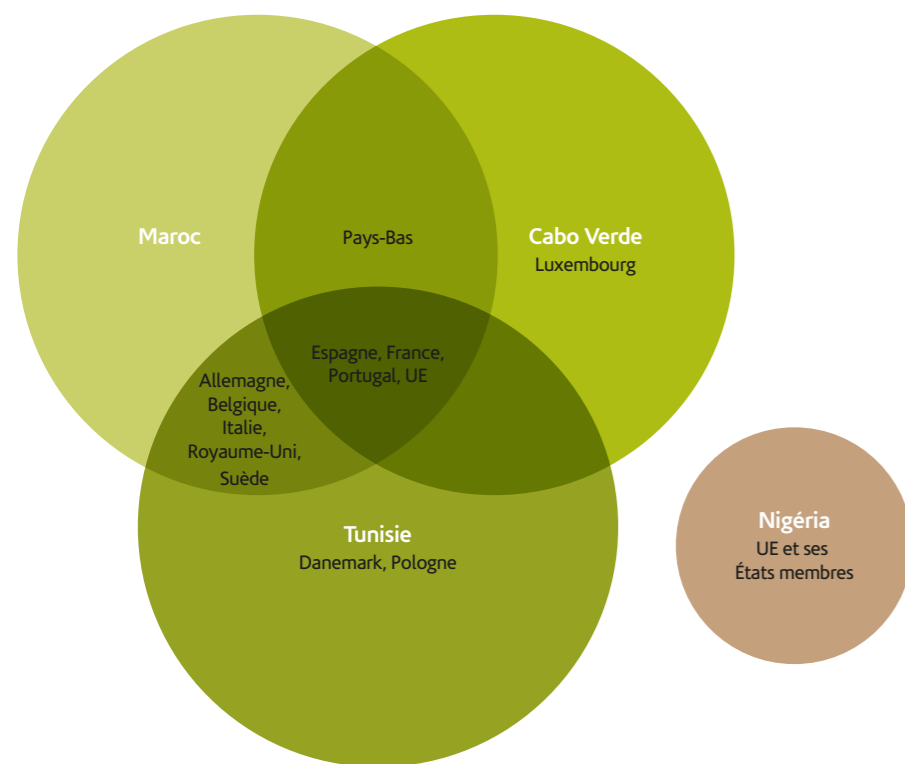 Maroc
Pays-Bas
Cabo Verde
Luxembourg
Espagne, France,
Portugal, UE
Allemagne,
Belgique,
Italie,
Royaume-Uni,
Suède
Tunisie
Danemark, Pologne
Nigéria
UE et ses
États membres